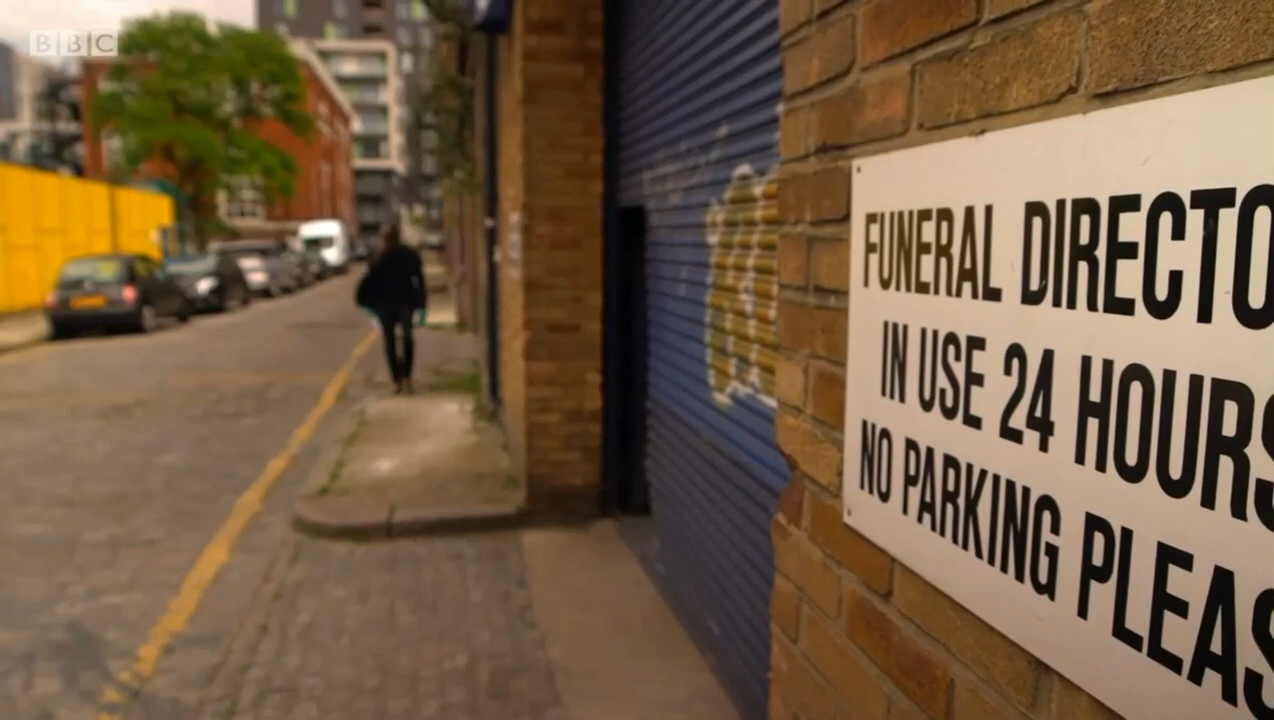 BBC
FUNERAL DIRECTO
IN USE 24 HOURS
NO PARKING PLEAS